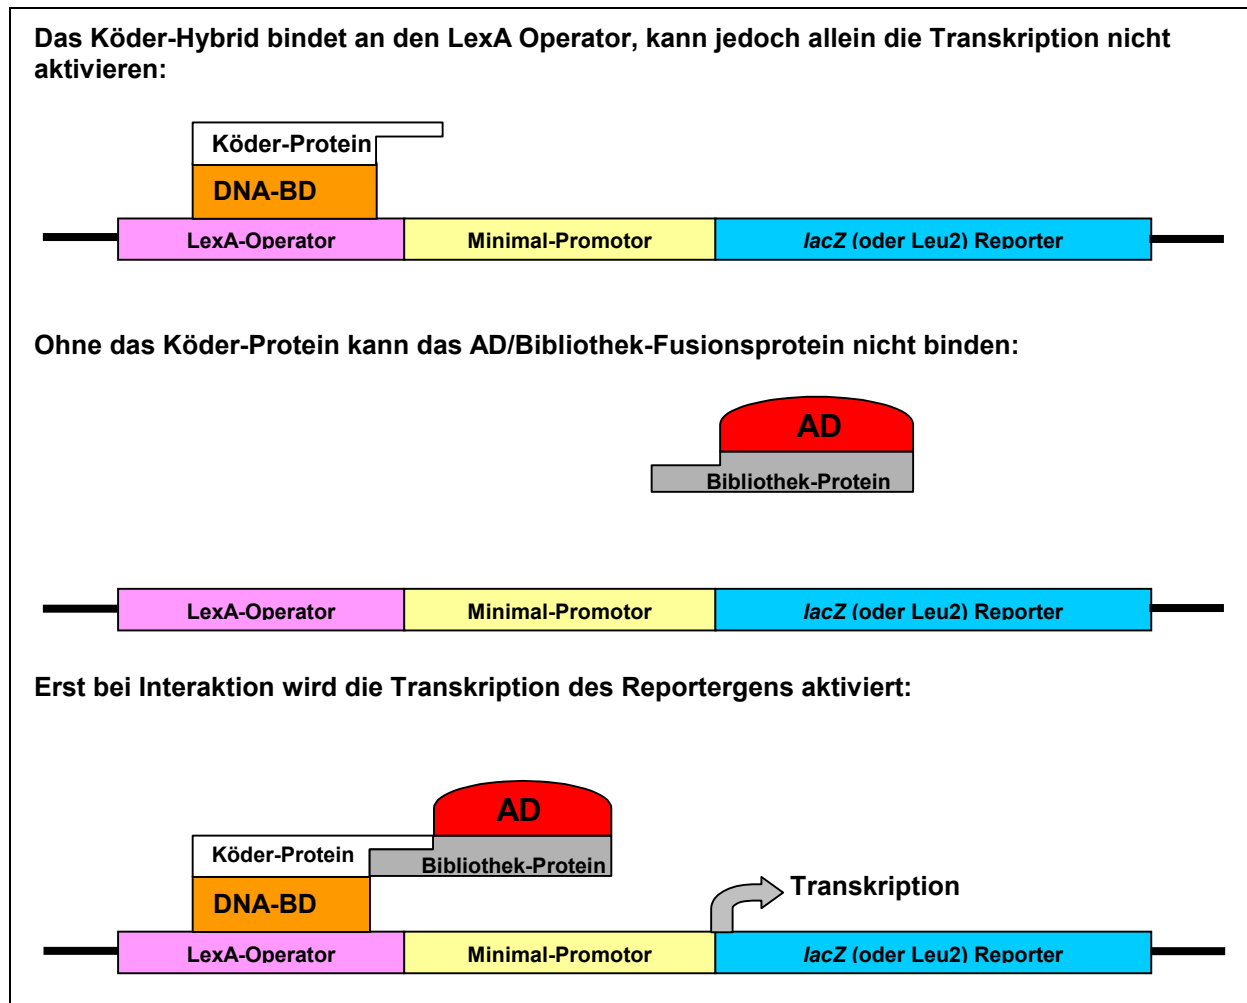 Das Köder-Hybrid bindet an den LexA Operator, kann jedoch allein die Transkription nicht
aktivieren:
Köder-Protein
DNA-BD
LexA-Operator
Minimal-Promotor
lacZ (oder Leu2) Reporter
Ohne das Köder-Protein kann das AD/Bibliothek-Fusionsprotein nicht binden:
AD
Bibliothek-Protein
LexA-Operator
Minimal-Promotor
lacZ (oder Leu2) Reporter
Erst bei Interaktion wird die Transkription des Reportergens aktiviert:
AD
Köder-Protein
Bibliothek-Protein
DNA-BD
Transkription
LexA-Operator
Minimal-Promotor
lacZ (oder Leu2) Reporter